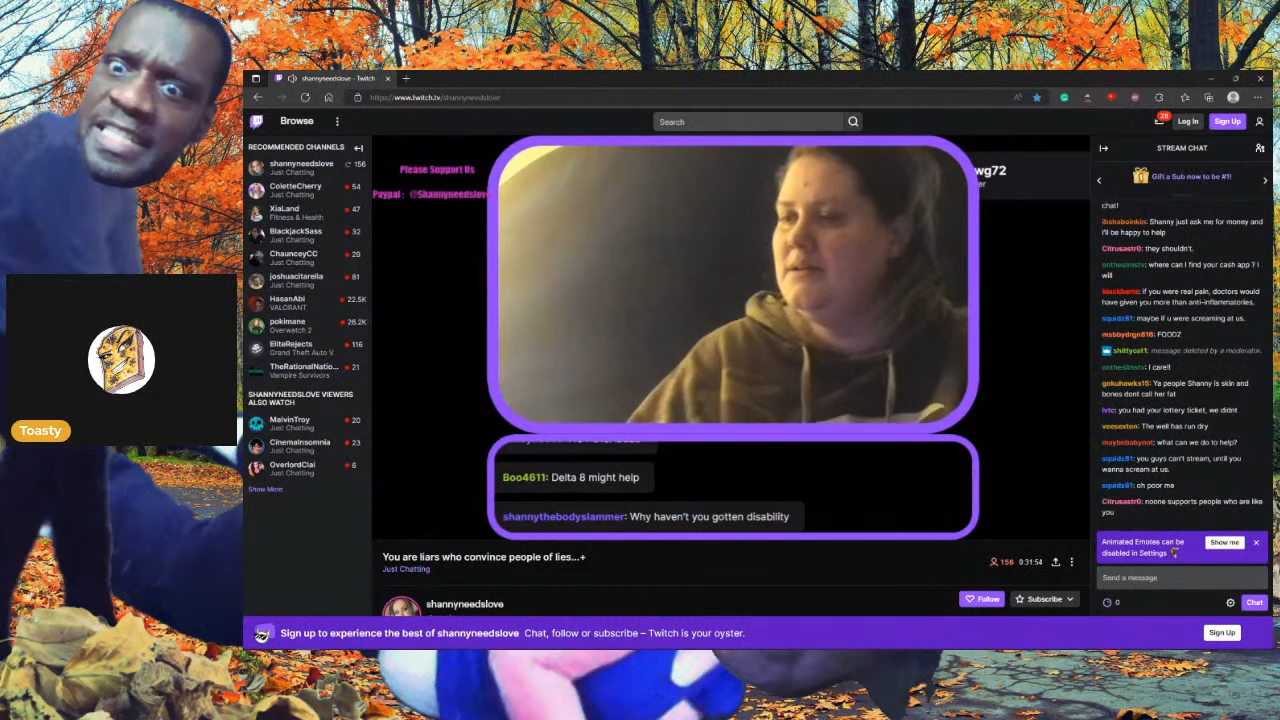 shannyneedslove - Twitch
https://www.twitch.tv/shannyneedslove
Browse
Search
28
Log In
Sign Up
RECOMMENDED CHANNELS
shannyneedslove
156
Just Chatting
ColetteCherry
54
Just Chatting
XiaLand
47
Fitness & Health
BlackjackSass
32
Just Chatting
ChaunceyCC
29
Just Chatting
joshuacitarella
81
Just Chatting
HasanAbi
22.5K
VALORANT
pokimane
26.2K
Overwatch 2
EliteRejects
116
Grand Theft Auto V
TheRationalNatio...
21
Vampire Survivors
SHANNYNEEDSLOVE VIEWERS
ALSO WATCH
MelvinTroy
20
Just Chatting
CinemaInsomnia
23
Just Chatting
OverlordClai
6
Just Chatting
Show More
Toasty
Please Support Us
Paypal: @Shannyneedslove
wg72
Boo4611: Delta 8 might help
shannythebodyslammer: Why haven't you gotten disability
You are liars who convince people of lies...+
Just Chatting
156
0:31:54
shannyneedslove
Follow
Subscribe
STREAM CHAT
Gift a Sub now to be #1!
chat!
ibshaboinkin: Shanny just ask me for money and
i'll be happy to help
Citrusastr0: they shouldn't.
onthesimstv: where can I find your cash app ? I
will
if you were real pain, doctors would
have given you more than anti-inflammatories.
squidz81: maybe if u were screaming at us.
msbbydrgn816: FOODZ
shittycat1: message deleted by a moderator.
onthesimstv: I care!!
gokuhawks15: Ya people Shanny is skin and
bones dont call her fat
you had your lottery ticket, we didnt
veesexton: The well has run dry
maybebabynot: what can we do to help?
squidz81: you guys can't stream, until you
wanna scream at us.
squidz81: oh poor me
Citrusastr0: noone supports people who are like
you
Animated Emotes can be
disabled in Settings
Show me
Send a message
0
Chat
Sign up to experience the best of shannyneedslove Chat, follow or subscribe – Twitch is your oyster.
Sign Up